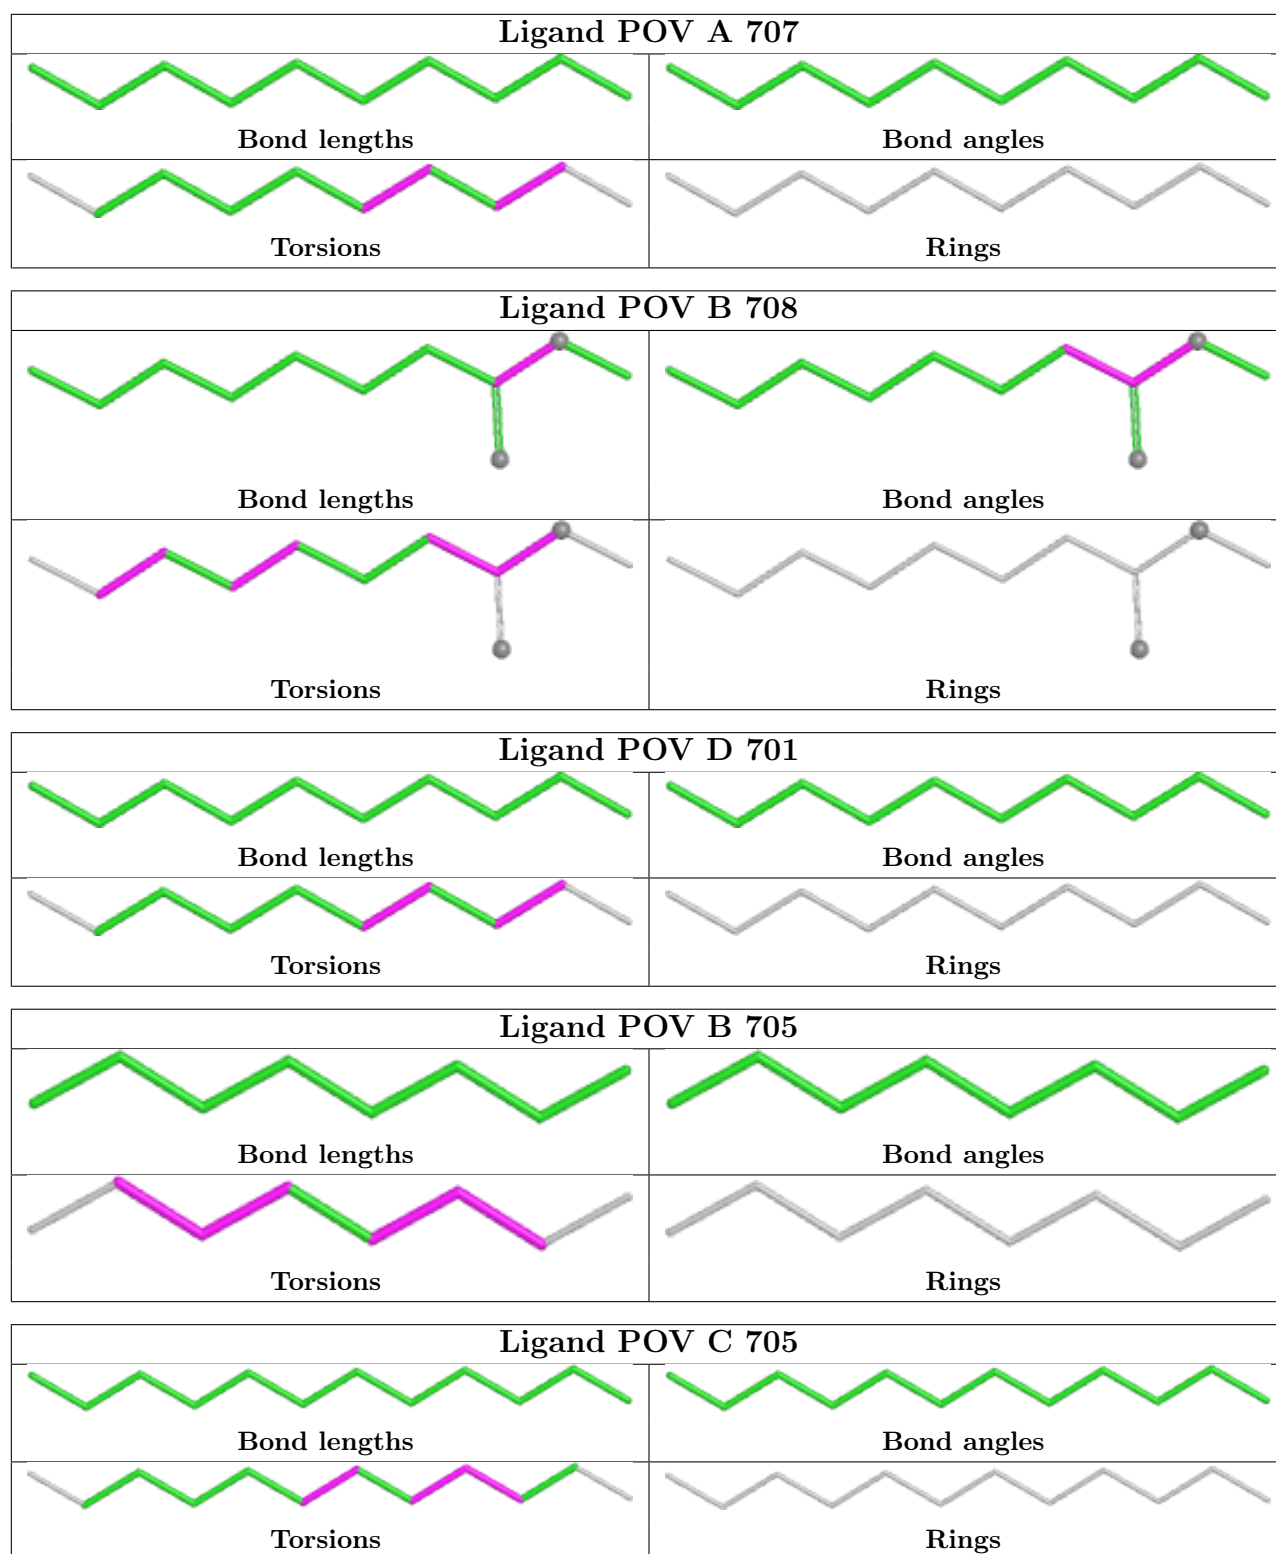 Ligand POV A 707
Bond lengths
Bond angles
Torsions
Rings
Ligand POV B 708
Bond lengths
Bond angles
Torsions
Rings
Ligand POV D 701
Bond lengths
Bond angles
Torsions
Rings
Ligand POV B 705
Bond lengths
Bond angles
Torsions
Rings
Ligand POV C 705
Bond lengths
Bond angles
Torsions
Rings